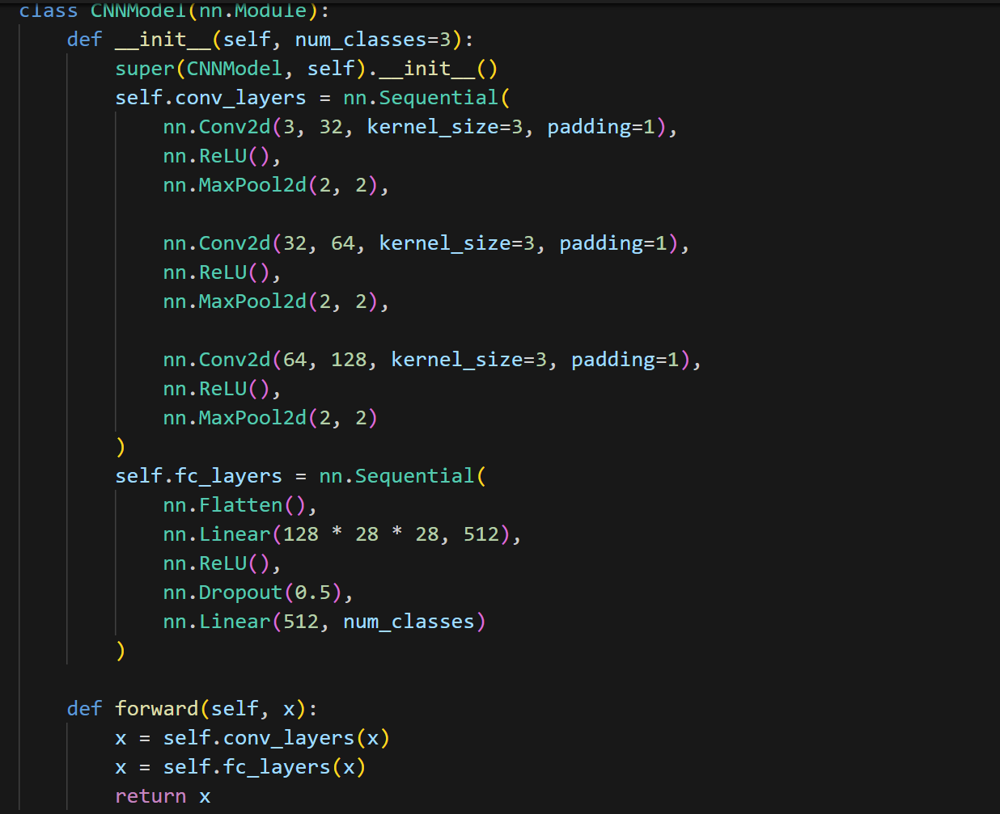 class CNNModel(nn.Module):
    def __init__(self, num_classes=3):
        super(CNNModel, self).__init__()
        self.conv_layers = nn.Sequential(
            nn.Conv2d(3, 32, kernel_size=3, padding=1),
            nn.ReLU(),
            nn.MaxPool2d(2, 2),

            nn.Conv2d(32, 64, kernel_size=3, padding=1),
            nn.ReLU(),
            nn.MaxPool2d(2, 2),

            nn.Conv2d(64, 128, kernel_size=3, padding=1),
            nn.ReLU(),
            nn.MaxPool2d(2, 2)
        )
        self.fc_layers = nn.Sequential(
            nn.Flatten(),
            nn.Linear(128 * 28 * 28, 512),
            nn.ReLU(),
            nn.Dropout(0.5),
            nn.Linear(512, num_classes)
        )

    def forward(self, x):
        x = self.conv_layers(x)
        x = self.fc_layers(x)
        return x